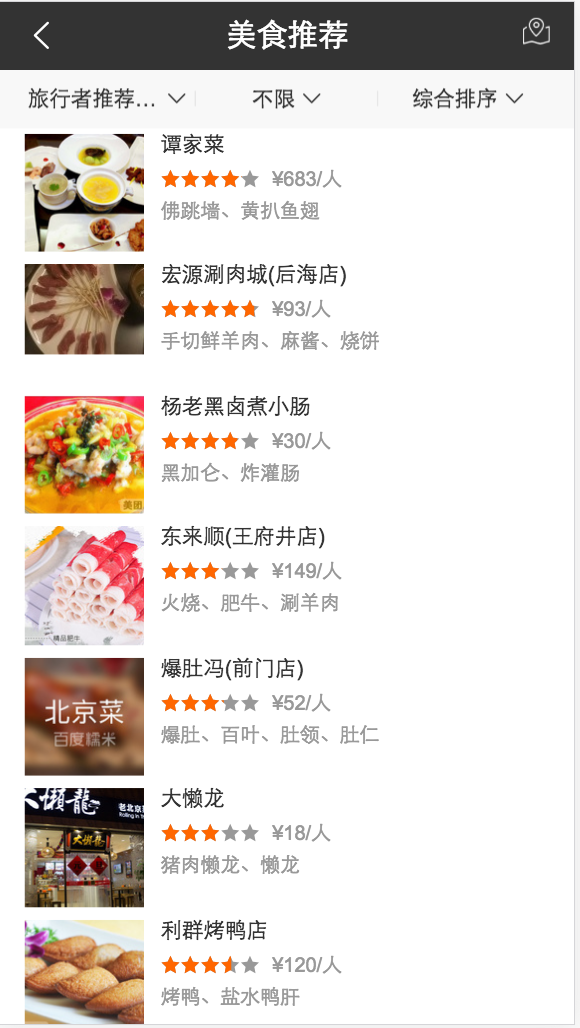 美食推荐
旅行者推荐... 不限 综合排序
谭家菜
¥683/人
佛跳墙、黄扒鱼翅
宏源涮肉城(后海店)
¥93/人
手切鲜羊肉、麻酱、烧饼
杨老黑卤煮小肠
¥30/人
黑加仑、炸灌肠
美团
东来顺(王府井店)
¥149/人
火烧、肥牛、涮羊肉
精品肥牛
爆肚冯(前门店)
¥52/人
爆肚、百叶、肚领、肚仁
北京菜
百度糯米
大懒龙
¥18/人
猪肉懒龙、懒龙
大懒龍
老北京
Rolling in
大懒龍
利群烤鸭店
¥120/人
烤鸭、盐水鸭肝